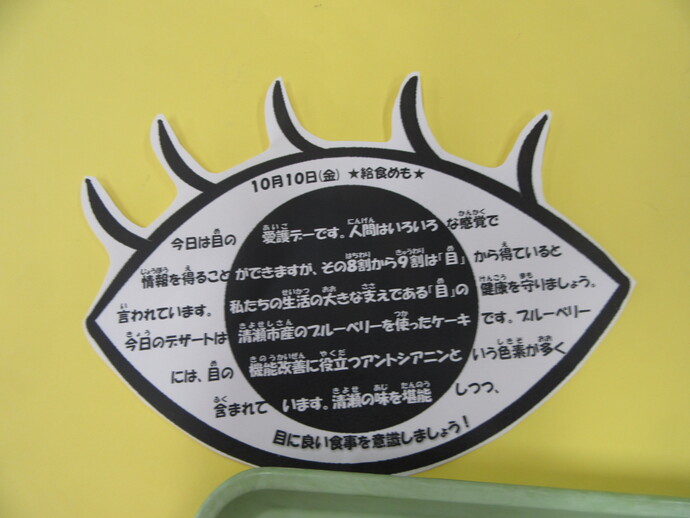 10月10日(金) ★給食めも★
今日は目の愛護デーです。人間はいろいろな感覚で
情報を得ることができますが、その8割から9割は「目」から得ていると
言われています。私たちの生活の大きな支えである「目」の健康を守りましょう。
今日のデザートは清瀬市産のブルーベリーを使ったケーキです。ブルーベリー
には、目の機能改善に役立つアントシアニンという色素が多く
含まれています。清瀬の味を堪能しつつ、
目に良い食事を意識しましょう！